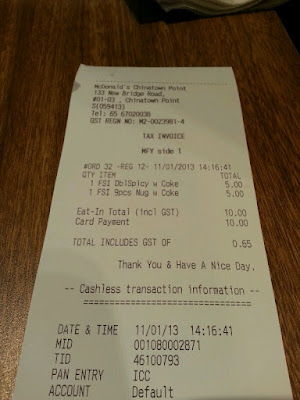 McDonald's Chinatown Point
133 New Bridge Road,
#01-03 , Chinatown Point
S(059413)
Tel: 65 67020038
GST REGN NO: M2-0023981-4
TAX INVOICE
MFY side 1
#ORD 32 -REG 12- 11/01/2013 14:16:41
QTY ITEM TOTAL
1 FSI DblSpicy w Coke 5.00
1 FSI 9pcs Nug w Coke 5.00
Eat-In Total (incl GST) 10.00
Card Payment 10.00
TOTAL INCLUDES GST OF 0.65
Thank You & Have A Nice Day.
-- Cashless transaction information --
======================================
DATE & TIME 11/01/13 14:16:41
MID 001080002871
TID 46100793
PAN ENTRY ICC
ACCOUNT Default